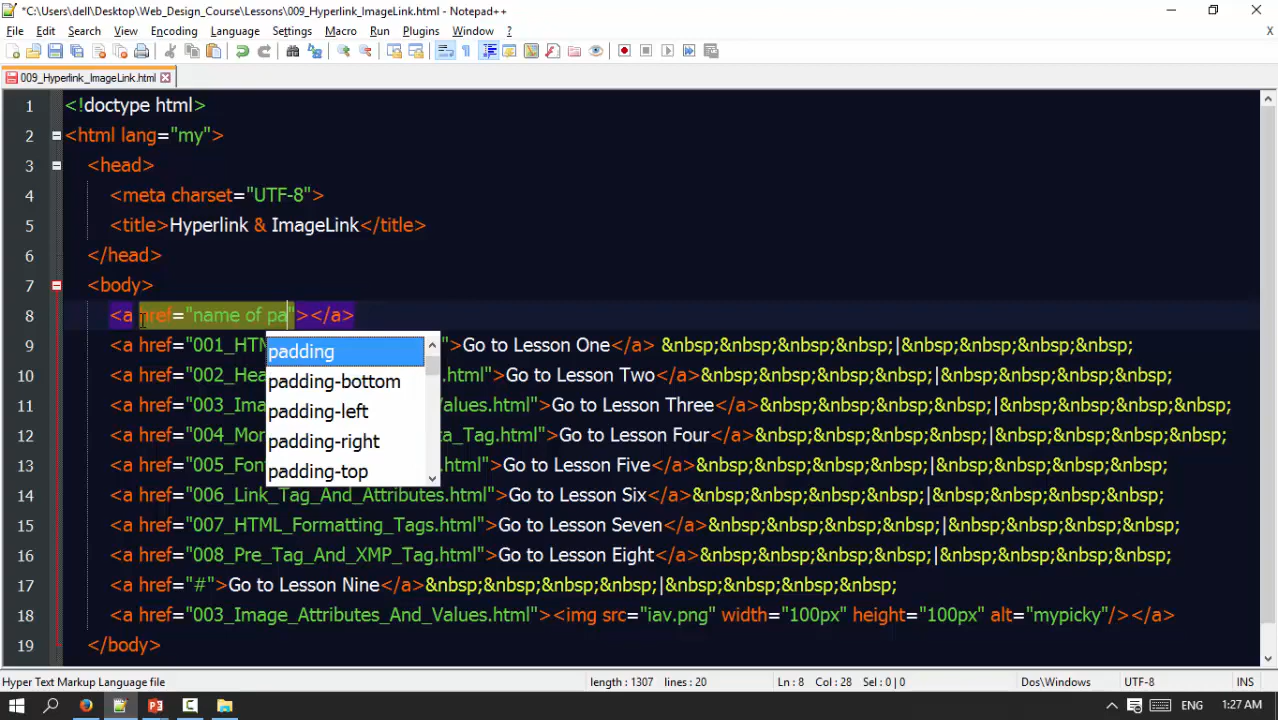 *C:\Users\dell\Desktop\Web_Design_Course\Lessons\009_Hyperlink_ImageLink.html - Notepad++
File Edit Search View Encoding Language Settings Macro Run Plugins Window ? X
009_Hyperlink_ImageLink.html
1 <!doctype html>
2 <html lang="my">
3 <head>
4 <meta charset="UTF-8">
5 <title>Hyperlink & ImageLink</title>
6 </head>
7 <body>
8 <a href="name of pa"></a>
9 <a href="001_HTM ">Go to Lesson One</a> &nbsp;&nbsp;&nbsp;&nbsp;|&nbsp;&nbsp;&nbsp;&nbsp;
padding
10 <a href="002_Hea .html">Go to Lesson Two</a>&nbsp;&nbsp;&nbsp;&nbsp;|&nbsp;&nbsp;&nbsp;&nbsp;
padding-bottom
11 <a href="003_Ima Values.html">Go to Lesson Three</a>&nbsp;&nbsp;&nbsp;&nbsp;|&nbsp;&nbsp;&nbsp;&nbsp;
padding-left
12 <a href="004_Mor ta_Tag.html">Go to Lesson Four</a>&nbsp;&nbsp;&nbsp;&nbsp;|&nbsp;&nbsp;&nbsp;&nbsp;
padding-right
13 <a href="005_Fon .html">Go to Lesson Five</a>&nbsp;&nbsp;&nbsp;&nbsp;|&nbsp;&nbsp;&nbsp;&nbsp;
padding-top
14 <a href="006_Link_Tag_And_Attributes.html">Go to Lesson Six</a>&nbsp;&nbsp;&nbsp;&nbsp;|&nbsp;&nbsp;&nbsp;&nbsp;
15 <a href="007_HTML_Formatting_Tags.html">Go to Lesson Seven</a>&nbsp;&nbsp;&nbsp;&nbsp;|&nbsp;&nbsp;&nbsp;&nbsp;
16 <a href="008_Pre_Tag_And_XMP_Tag.html">Go to Lesson Eight</a>&nbsp;&nbsp;&nbsp;&nbsp;|&nbsp;&nbsp;&nbsp;&nbsp;
17 <a href="#">Go to Lesson Nine</a>&nbsp;&nbsp;&nbsp;&nbsp;|&nbsp;&nbsp;&nbsp;&nbsp;
18 <a href="003_Image_Attributes_And_Values.html"><img src="iav.png" width="100px" height="100px" alt="mypicky"/></a>
19 </body>
Hyper Text Markup Language file length : 1307 lines : 20 Ln : 8 Col : 28 Sel : 0 | 0 Dos\Windows UTF-8 INS
ENG 1:27 AM